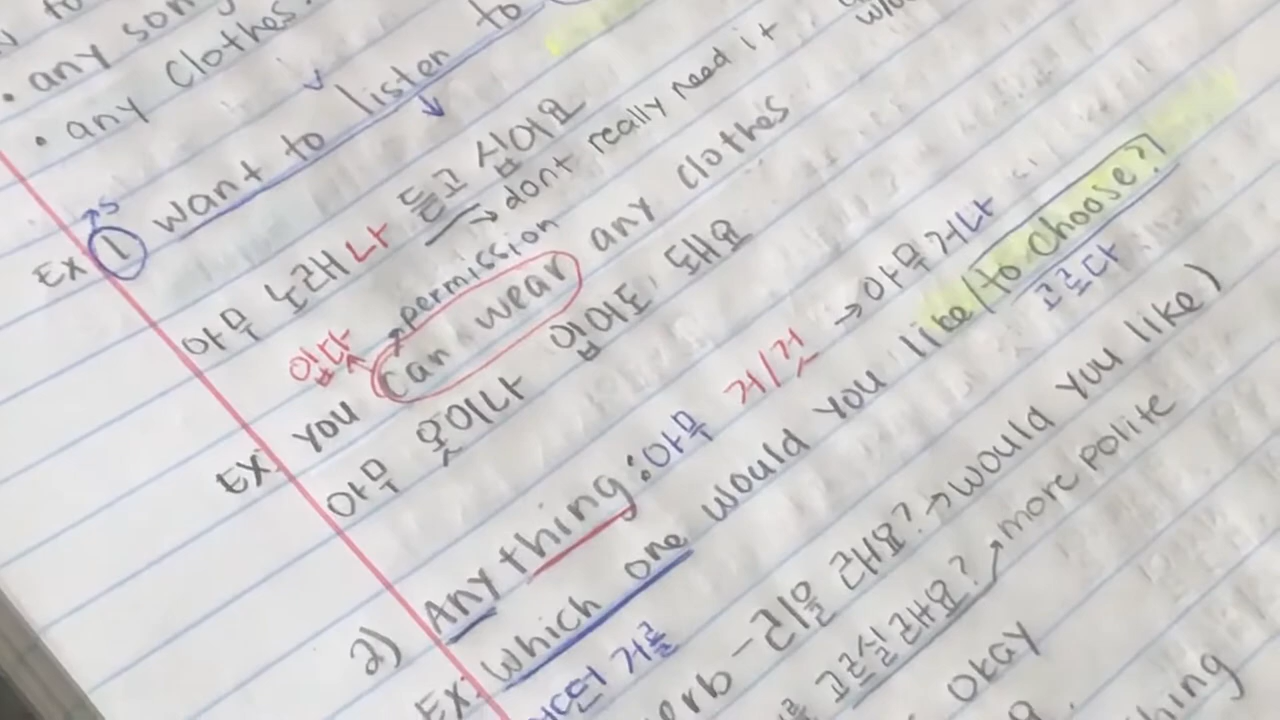 • any son
• any clothes
Ex I want to listen to
→ S
아무 노래나 듣고 싶어요
→ dont really need it
입다
permission
Ex: You can wear any clothes
아무 옷이나 입어도 돼요
2) Anything: 아무 거/것 → 아무거나
Ex: Which one would you like/to choose?
어떤 거를 고르다
verb -ㄹ/을 래요? → would you like)
고르실래요? → more polite
okay
thing